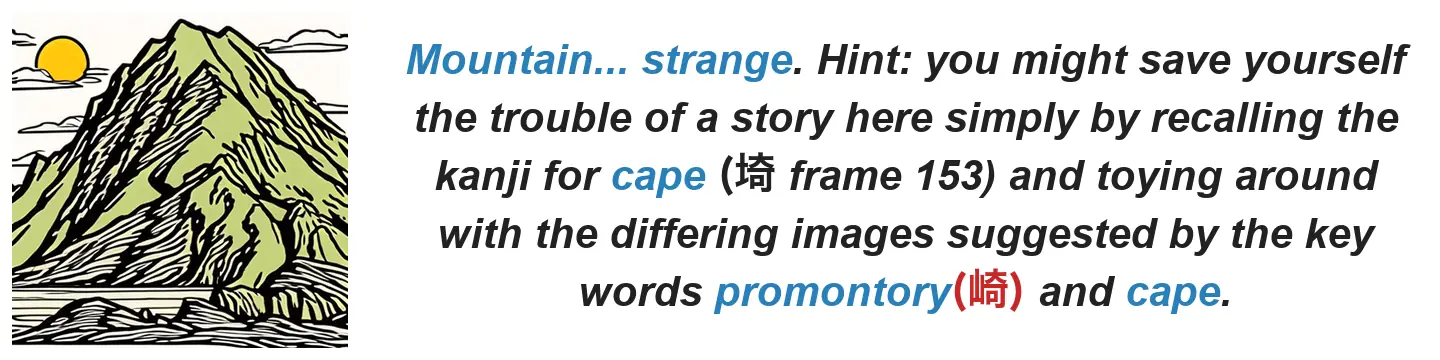 Mountain... strange. Hint: you might save yourself
the trouble of a story here simply by recalling the
kanji for cape (埼 frame 153) and toying around
with the differing images suggested by the key
words promontory(崎) and cape.